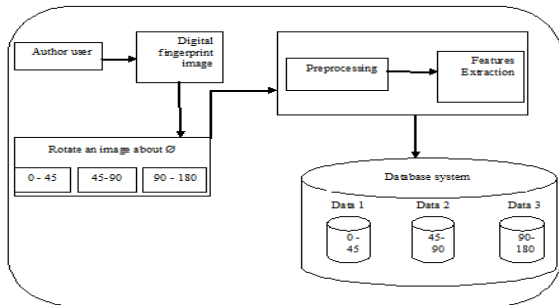 Author user
Digital
fingerprint
image
Preprocessing
Features
Extraction
Rotate an image about Ø
0 - 45
45-90
90 - 180
Database system
Data 1
Data 2
Data 3
0 -
45
45-
90
90-
180